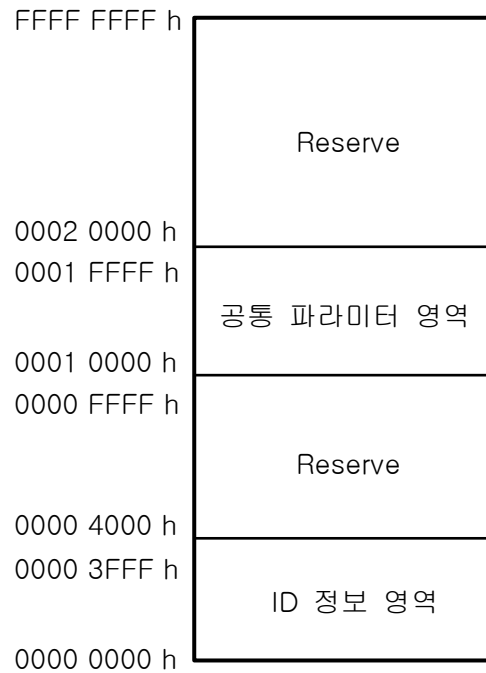 FFFF FFFF h
Reserve
0002 0000 h
0001 FFFF h
공통 파라미터 영역
0001 0000 h
0000 FFFF h
Reserve
0000 4000 h
0000 3FFF h
ID 정보 영역
0000 0000 h